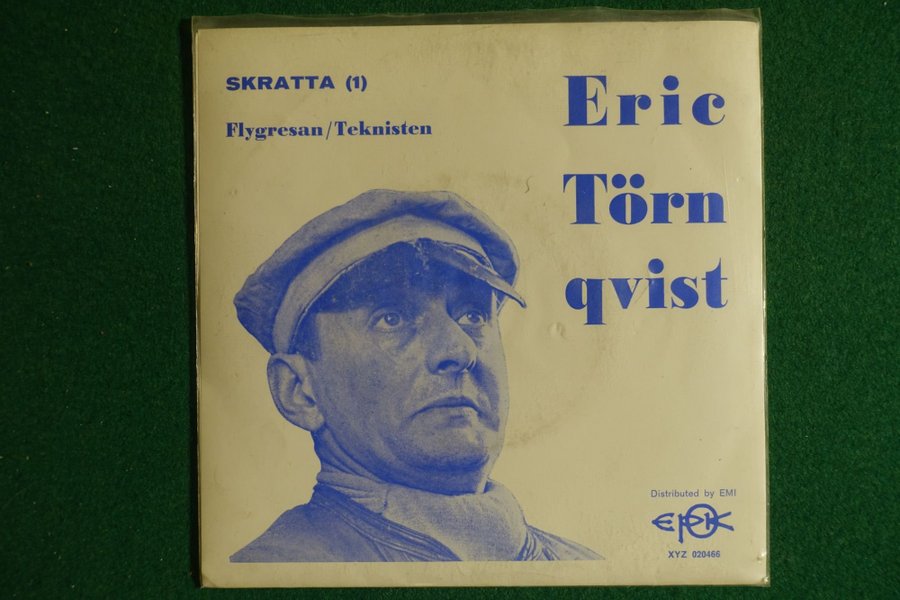 SKRATTA (1)
Flygresan/Teknisten
Eric
Törn
qvist
Distributed by EMI
EPOK
XYZ 020466